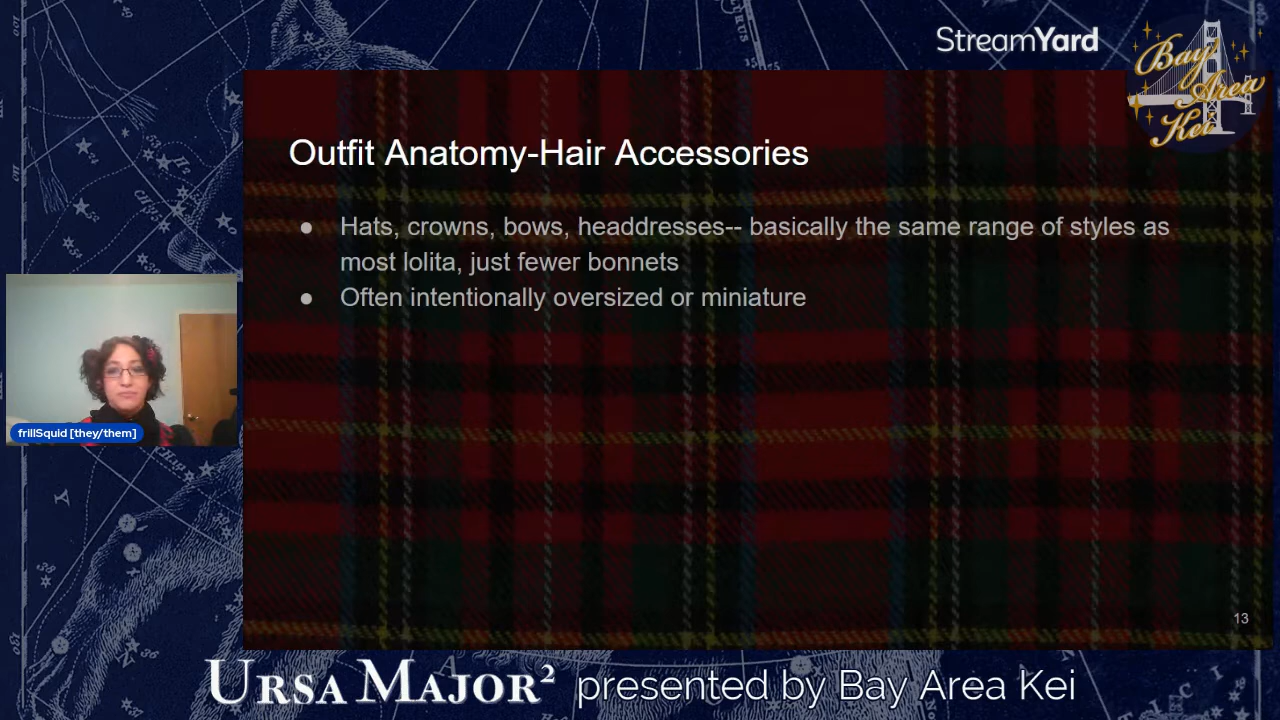 StreamYard
Bay
Area
Kei
Outfit Anatomy-Hair Accessories
● Hats, crowns, bows, headdresses-- basically the same range of styles as
most lolita, just fewer bonnets
● Often intentionally oversized or miniature
frillSquid [they/them]
13
URSA MAJOR² presented by Bay Area Kei